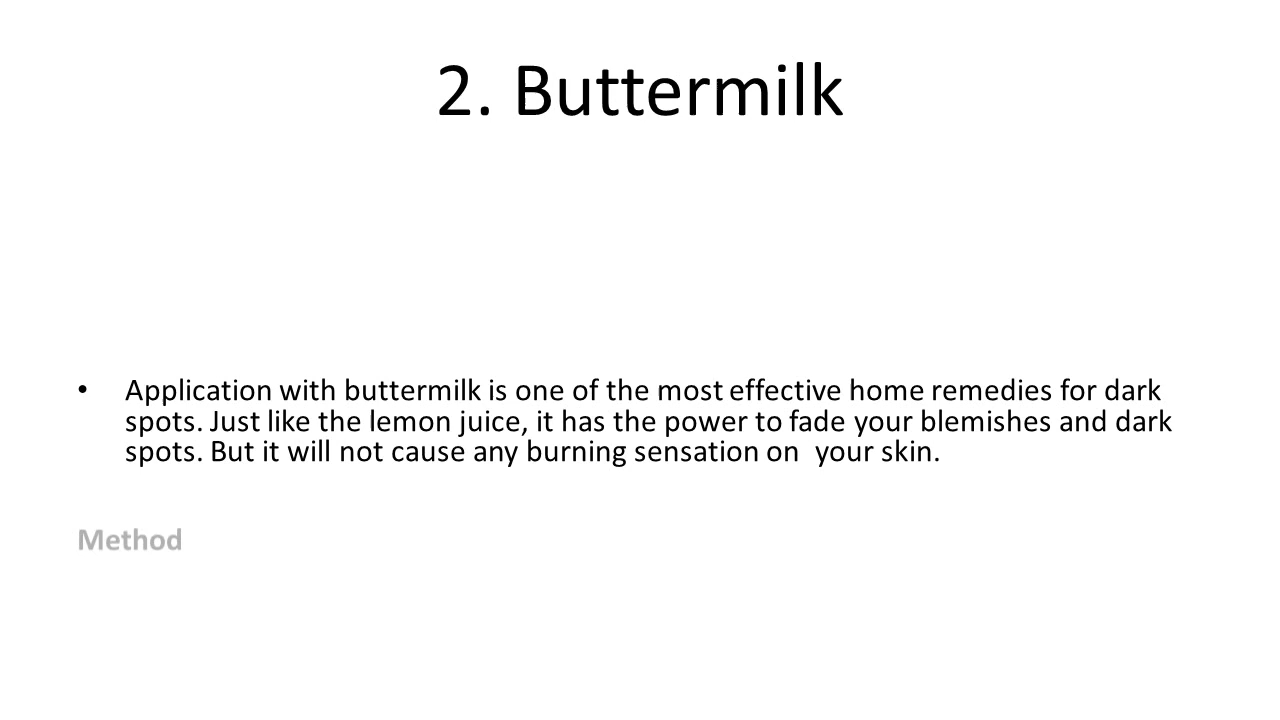 2. Buttermilk
• Application with buttermilk is one of the most effective home remedies for dark
spots. Just like the lemon juice, it has the power to fade your blemishes and dark
spots. But it will not cause any burning sensation on  your skin.
Method